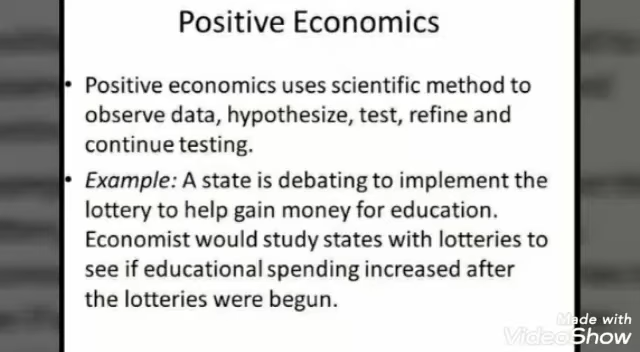 Positive Economics
• Positive economics uses scientific method to
observe data, hypothesize, test, refine and
continue testing.
• Example: A state is debating to implement the
lottery to help gain money for education.
Economist would study states with lotteries to
see if educational spending increased after
the lotteries were begun.
Made with
VideoShow